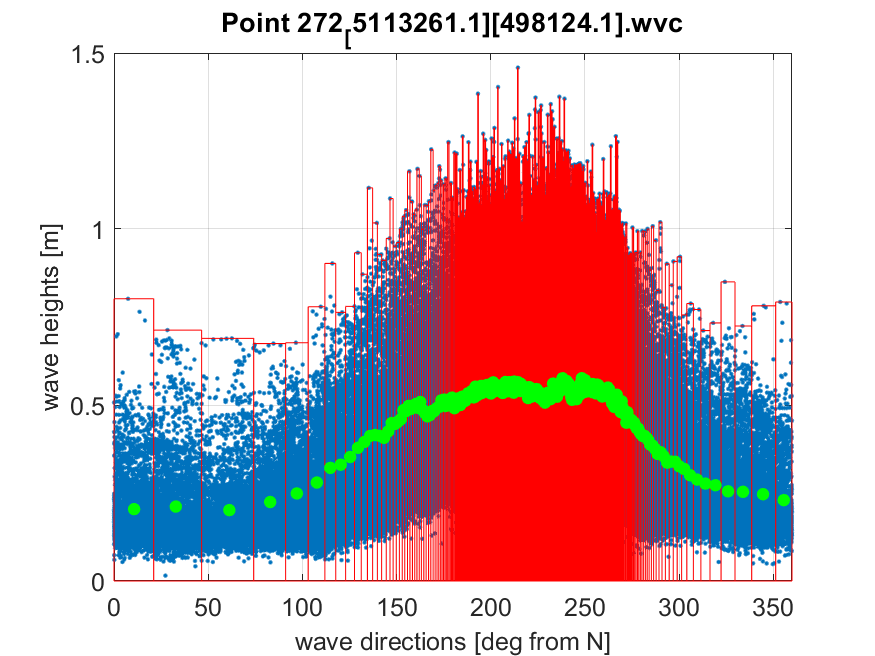 Point 272[5113261.1][498124.1].wvc
1.5
1
0.5
0
wave heights [m]
0 50 100 150 200 250 300 350
wave directions [deg from N]